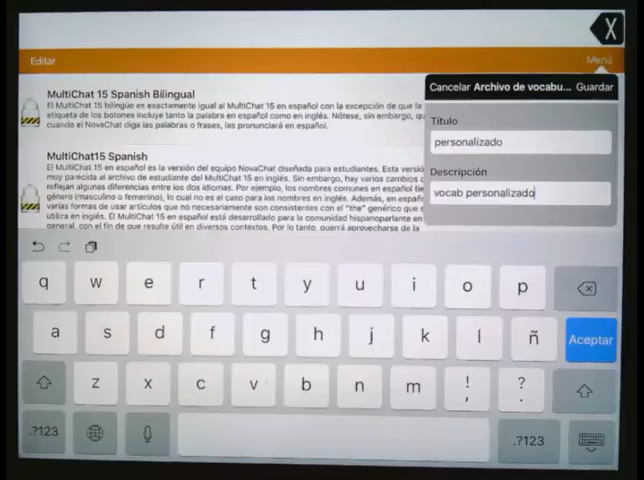 X
Editar
Menú
MultiChat 15 Spanish Bilingual
El MultiChat 15 bilingüe es exactamente igual al MultiChat 15 en español con la excepción de que la
etiqueta de los botones incluye tanto la palabra en español como en inglés. Nótese, sin embargo, qu
cuando el NovaChat diga las palabras o frases, las pronunciará en español.
MultiChat15 Spanish
El MultiChat 15 en español es la versión del equipo NovaChat diseñada para estudiantes. Esta versió
muy parecida al archivo de estudiante del MultiChat 15 en inglés. Sin embargo, hay varios cambios
reflejan algunas diferencias entre los dos idiomas. Por ejemplo, los nombres comunes en español tie
género (masculino o femenino), lo cual no es el caso para los nombres en inglés. Además, en españ
varias formas de usar artículos que no necesariamente son consistentes con el "the" genérico que
utiliza en inglés. El MultiChat 15 en español está desarrollado para la comunidad hispanoparlante en
general, con el fin de que resulte útil en diversos contextos. Por lo tanto, querrá aprovecharse de la
Cancelar Archivo de vocabu... Guardar
Título
personalizado
Descripción
vocab personalizado
q w e r t y u i o p
a s d f g h j k l ñ Aceptar
z x c v b n m ! , ?
.?123 .?123